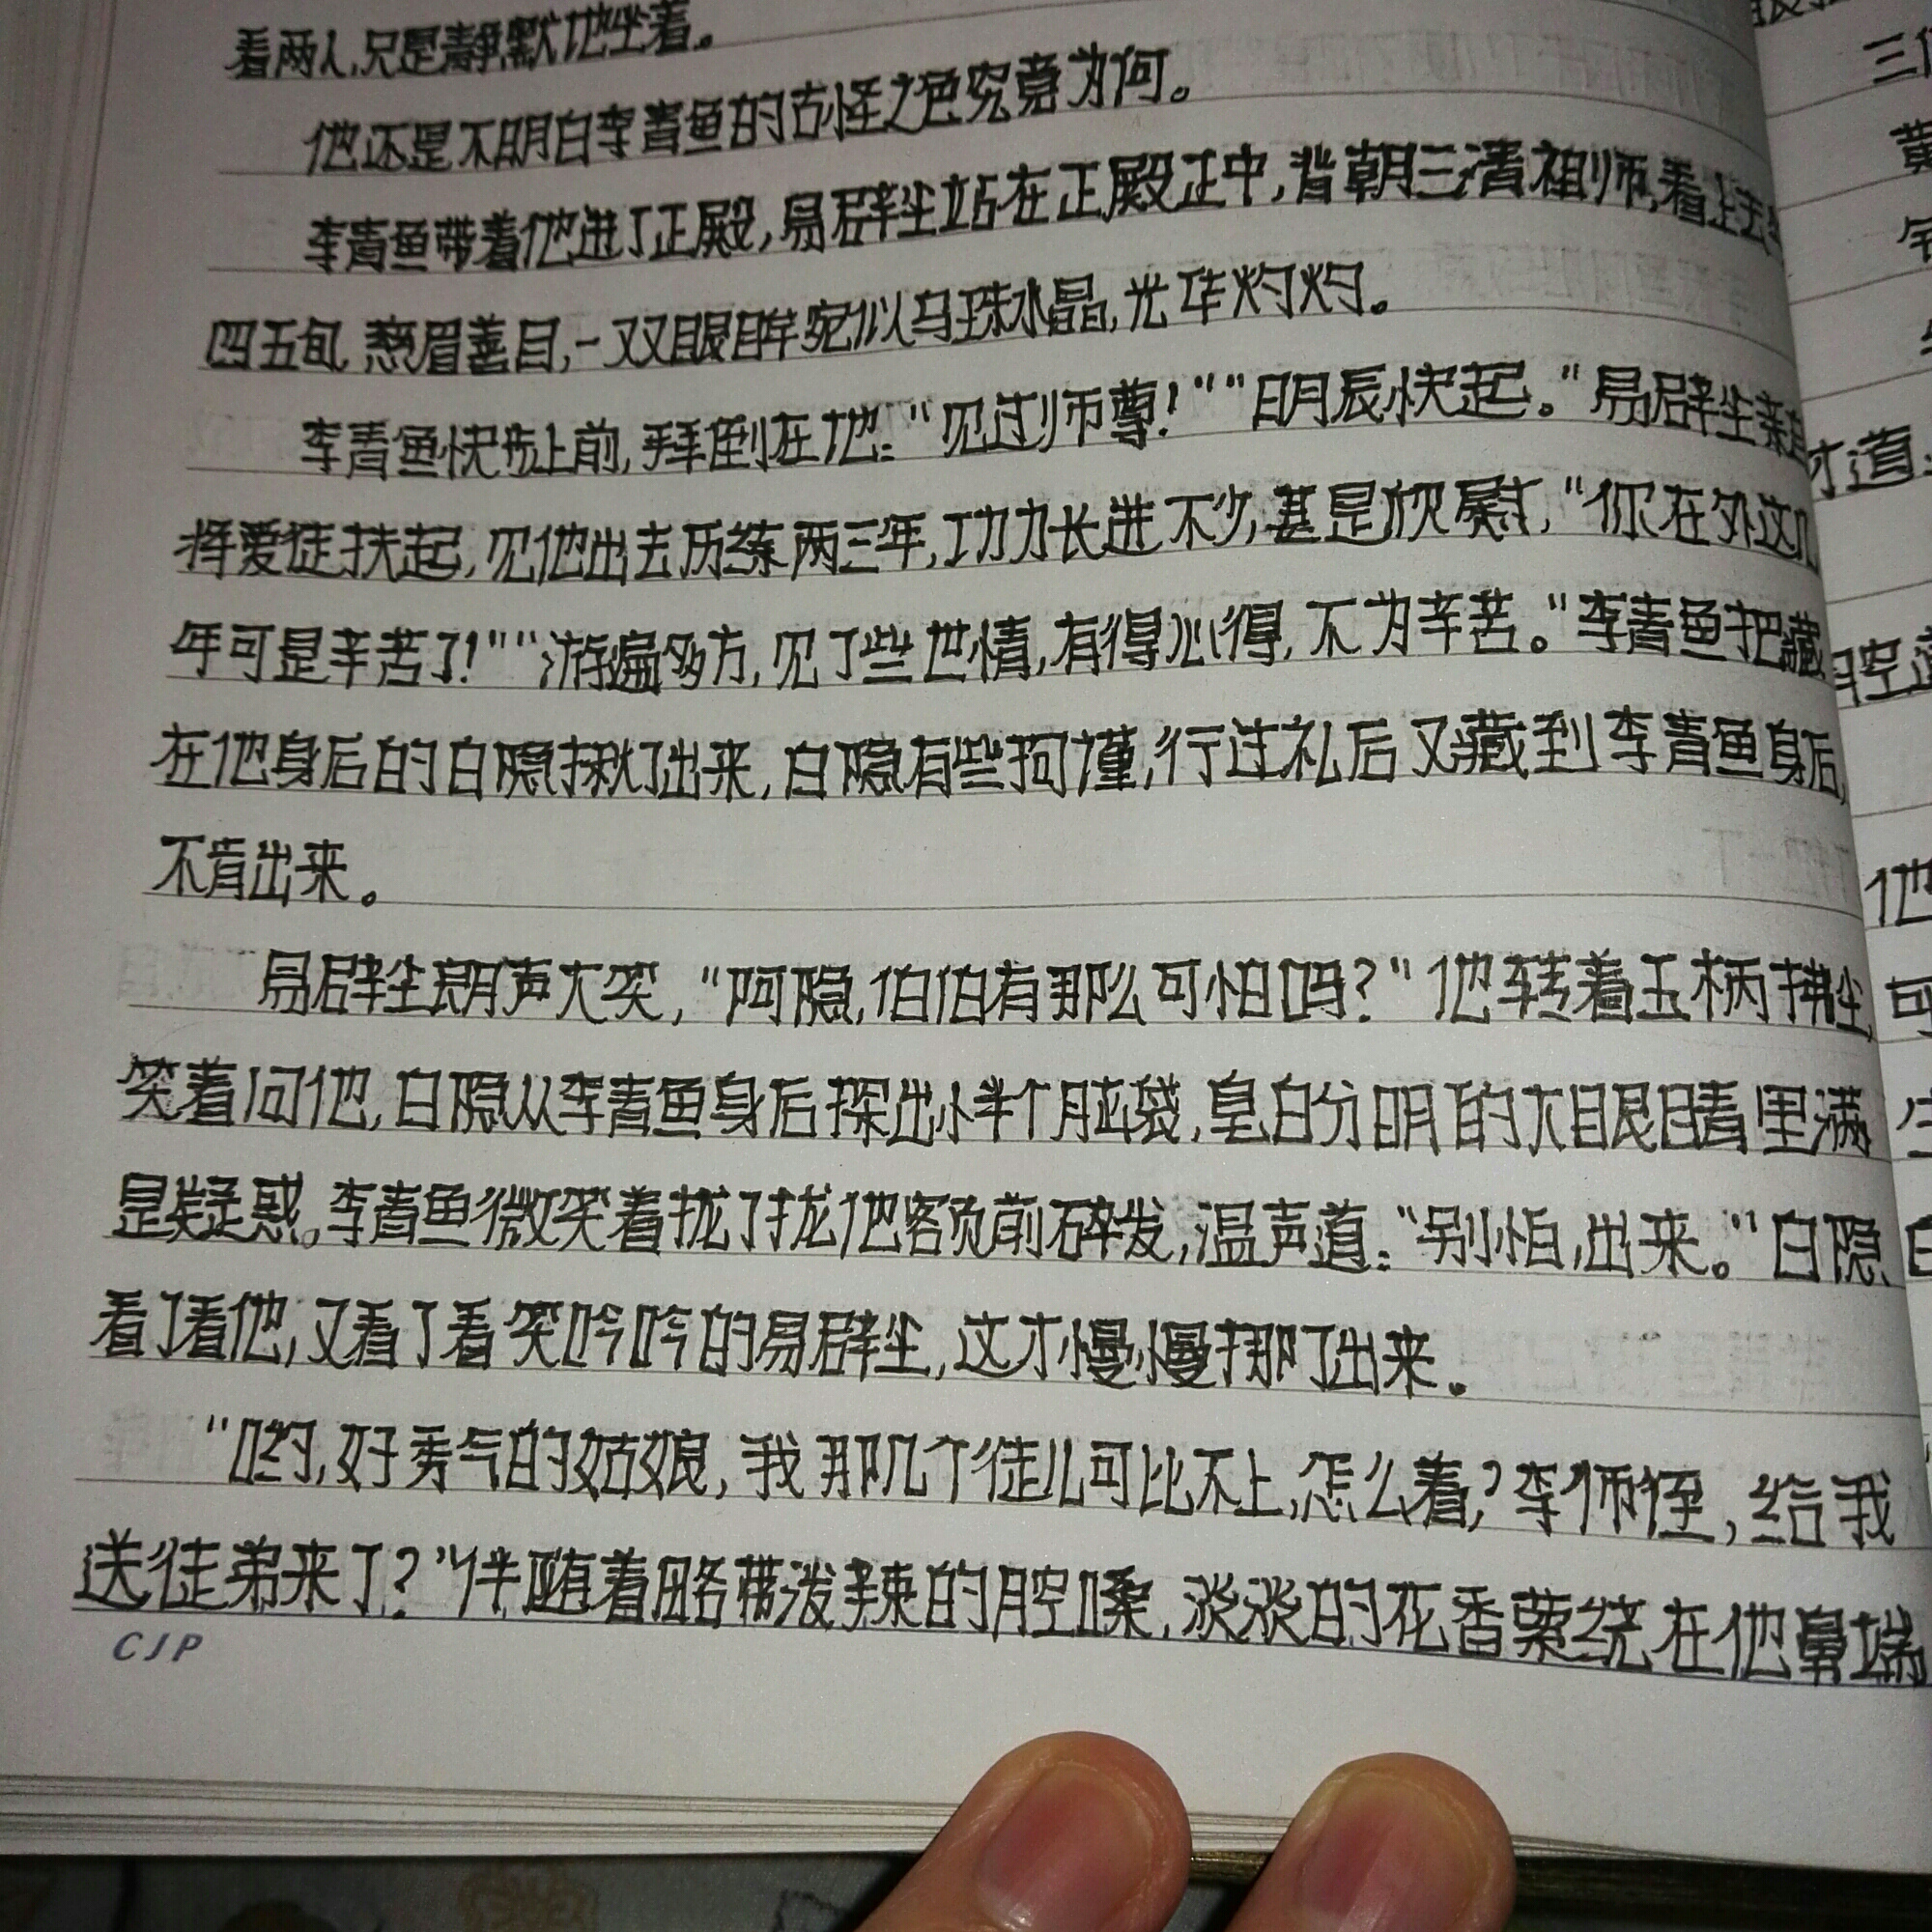 看两人,只是静默地坐着。
他还是不明白李青鱼的古怪之色究竟为何。
李青鱼带着他进了正殿,易辟尘站在正殿正中,背朝三清祖师,看上去
四五旬,慈眉善目,一双眼眸宛似乌珠水晶,光华灼灼。
李青鱼快步上前,拜倒在地:“见过师尊!”“明辰快起。”易辟尘亲自
将爱徒扶起,见他出去历练两三年,功力长进不少,甚是欣慰,“你在外这几
年可是辛苦了!”“游遍多方,见了些世情,有得心得,不为辛苦。”李青鱼把藏
在他身后的白隐揪了出来,白隐有些拘谨,行过礼后又藏到李青鱼身后,
不肯出来。
易辟尘朗声大笑,“阿隐,伯伯有那么可怕吗?”他转着玉柄拂尘,
笑着问他,白隐从李青鱼身后探出小半个脑袋,皂白分明的大眼睛里满
是疑惑。李青鱼微笑着拢了拢他额前碎发,温声道:“别怕,出来。”白隐
看了看他,又看了看笑吟吟的易辟尘,这才慢慢挪了出来。
“哟,好秀气的姑娘,我那几个徒儿可比不上,怎么着,李师侄,给我
送徒弟来了?”伴随着略带泼辣的腔嗓,淡淡的花香萦绕在他鼻端
CJP